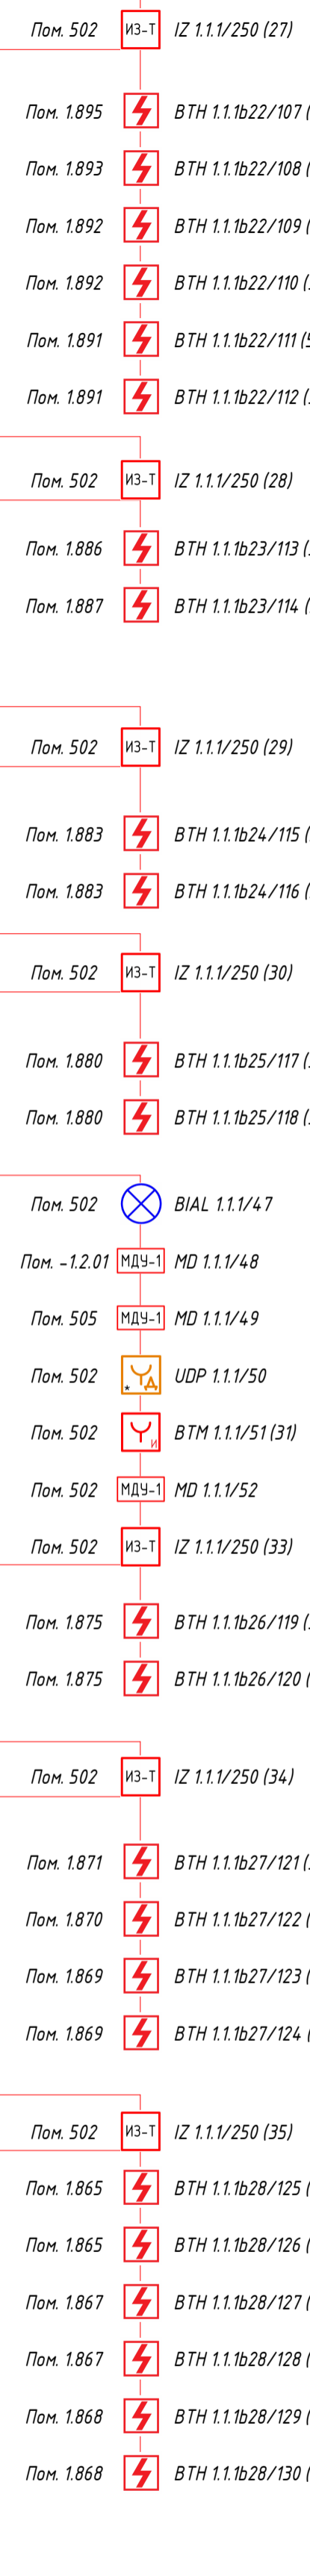 Пом. 502 ИЗ-Т IZ 1.1.1/250 (27)
Пом. 1.895 BTH 1.1.1b22/107 (
Пом. 1.893 BTH 1.1.1b22/108 (
Пом. 1.892 BTH 1.1.1b22/109 (
Пом. 1.892 BTH 1.1.1b22/110 (
Пом. 1.891 BTH 1.1.1b22/111 (
Пом. 1.891 BTH 1.1.1b22/112 (
Пом. 502 ИЗ-Т IZ 1.1.1/250 (28)
Пом. 1.886 BTH 1.1.1b23/113 (
Пом. 1.887 BTH 1.1.1b23/114 (
Пом. 502 ИЗ-Т IZ 1.1.1/250 (29)
Пом. 1.883 BTH 1.1.1b24/115 (
Пом. 1.883 BTH 1.1.1b24/116 (
Пом. 502 ИЗ-Т IZ 1.1.1/250 (30)
Пом. 1.880 BTH 1.1.1b25/117 (
Пом. 1.880 BTH 1.1.1b25/118 (
Пом. 502 BIAL 1.1.1/47
Пом. -1.2.01 МДУ-1 MD 1.1.1/48
Пом. 505 МДУ-1 MD 1.1.1/49
Пом. 502 * Д UDP 1.1.1/50
Пом. 502 И BTM 1.1.1/51 (31)
Пом. 502 МДУ-1 MD 1.1.1/52
Пом. 502 ИЗ-Т IZ 1.1.1/250 (33)
Пом. 1.875 BTH 1.1.1b26/119 (
Пом. 1.875 BTH 1.1.1b26/120 (
Пом. 502 ИЗ-Т IZ 1.1.1/250 (34)
Пом. 1.871 BTH 1.1.1b27/121 (
Пом. 1.870 BTH 1.1.1b27/122 (
Пом. 1.869 BTH 1.1.1b27/123 (
Пом. 1.869 BTH 1.1.1b27/124 (
Пом. 502 ИЗ-Т IZ 1.1.1/250 (35)
Пом. 1.865 BTH 1.1.1b28/125 (
Пом. 1.865 BTH 1.1.1b28/126 (
Пом. 1.867 BTH 1.1.1b28/127 (
Пом. 1.867 BTH 1.1.1b28/128 (
Пом. 1.868 BTH 1.1.1b28/129 (
Пом. 1.868 BTH 1.1.1b28/130 (